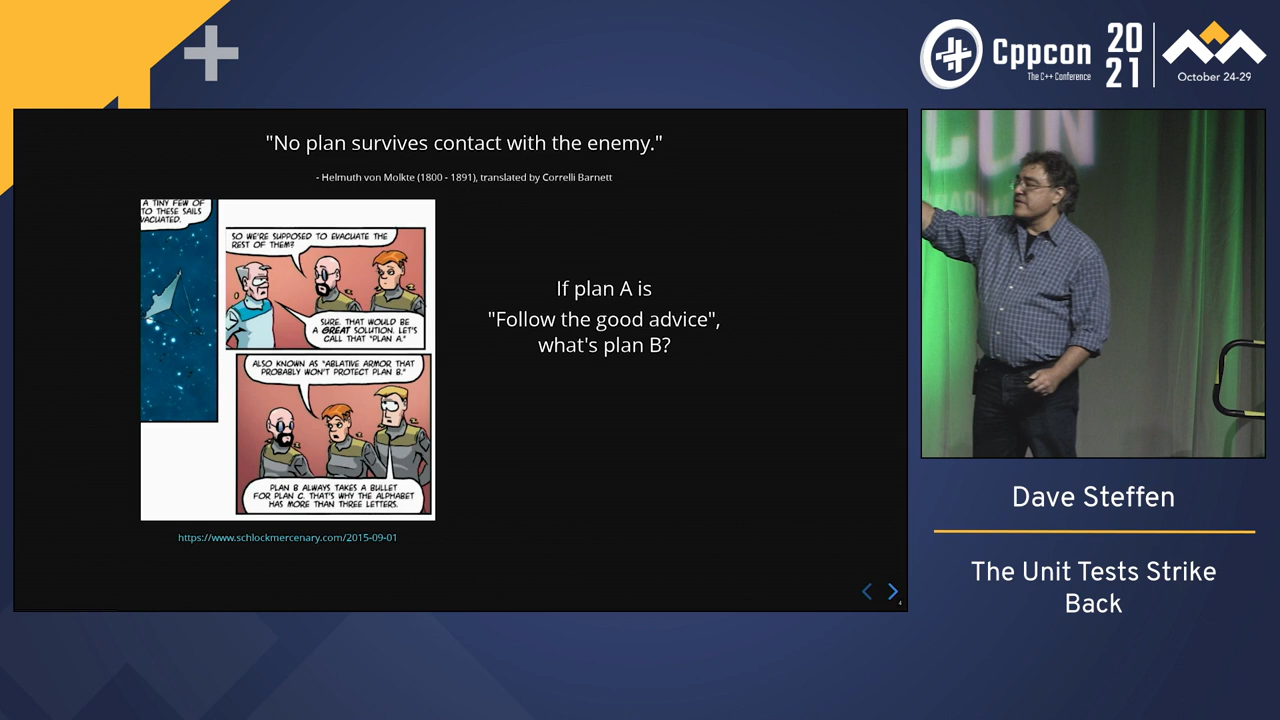 Cppcon
The C++ Conference
20
21
October 24-29
"No plan survives contact with the enemy."
- Helmuth von Molkte (1800 - 1891), translated by Correlli Barnett
A TINY FEW OF
TO THESE SAILS
VACUATED.
SO WE'RE SUPPOSED TO EVACUATE THE
REST OF THEM?
SURE. THAT WOULD BE
A GREAT SOLUTION. LET'S
CALL THAT "PLAN A."
ALSO KNOWN AS "ABLATIVE ARMOR THAT
PROBABLY WON'T PROTECT PLAN B."
PLAN B ALWAYS TAKES A BULLET
FOR PLAN C. THAT'S WHY THE ALPHABET
HAS MORE THAN THREE LETTERS.
https://www.schlockmercenary.com/2015-09-01
If plan A is
"Follow the good advice",
what's plan B?
4
CON
Dave Steffen
The Unit Tests Strike
Back